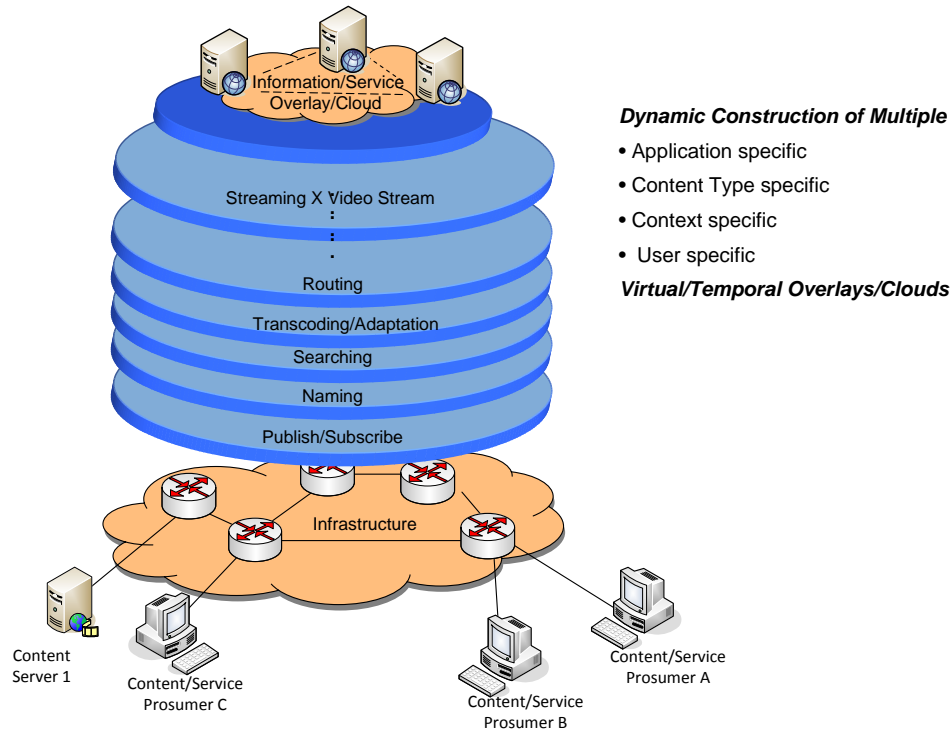 Information/Service
Overlay/Cloud
Streaming X Video Stream
Routing
Transcoding/Adaptation
Searching
Naming
Publish/Subscribe
Infrastructure
Dynamic Construction of Multiple
• Application specific
• Content Type specific
• Context specific
• User specific
Virtual/Temporal Overlays/Clouds
Content
Server 1
Content/Service
Prosumer C
Content/Service
Prosumer B
Content/Service
Prosumer A